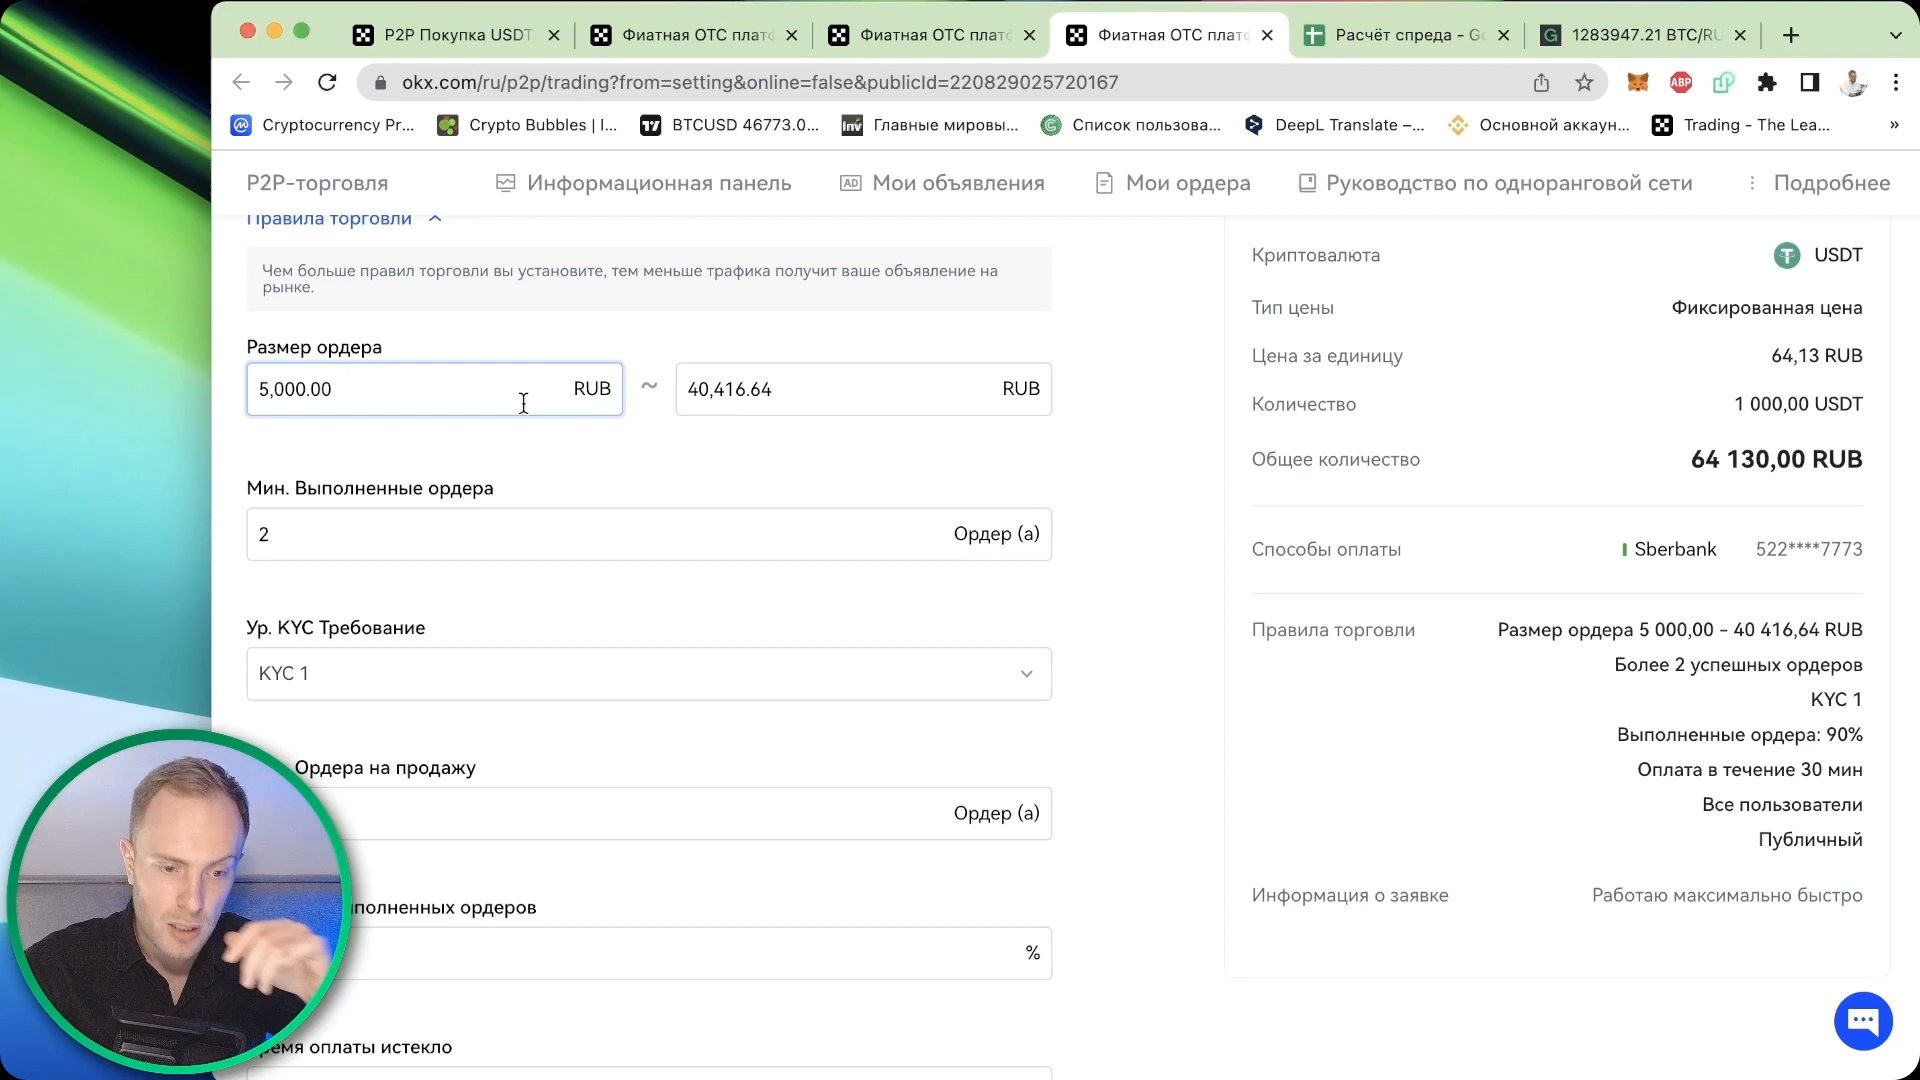 P2P Покупка USDT
Фиатная OTC плат
Фиатная OTC плат
Фиатная OTC плат
Расчёт спреда - G
1283947.21 BTC/RU
okx.com/ru/p2p/trading?from=setting&online=false&publicId=220829025720167
ABP
Cryptocurrency Pr...
Crypto Bubbles | I...
BTCUSD 46773.0...
Inv
Главные мировы...
Список пользова...
DeepL Translate –...
Основной аккаун...
Trading - The Lea...
»
P2P-торговля
Информационная панель
AD
Мои объявления
Мои ордера
Руководство по одноранговой сети
Подробнее
Правила торговли
Чем больше правил торговли вы установите, тем меньше трафика получит ваше объявление на
рынке.
Размер ордера
5,000.00 RUB ~ 40,416.64 RUB
Мин. Выполненные ордера
2 Ордер (а)
Ур. KYC Требование
KYC 1
Ордера на продажу
Ордер (а)
полненных ордеров
%
ремя оплаты истекло
Криптовалюта USDT
Тип цены Фиксированная цена
Цена за единицу 64,13 RUB
Количество 1 000,00 USDT
Общее количество 64 130,00 RUB
Способы оплаты Sberbank 522****7773
Правила торговли Размер ордера 5 000,00 - 40 416,64 RUB
Более 2 успешных ордеров
KYC 1
Выполненные ордера: 90%
Оплата в течение 30 мин
Все пользователи
Публичный
Информация о заявке Работаю максимально быстро